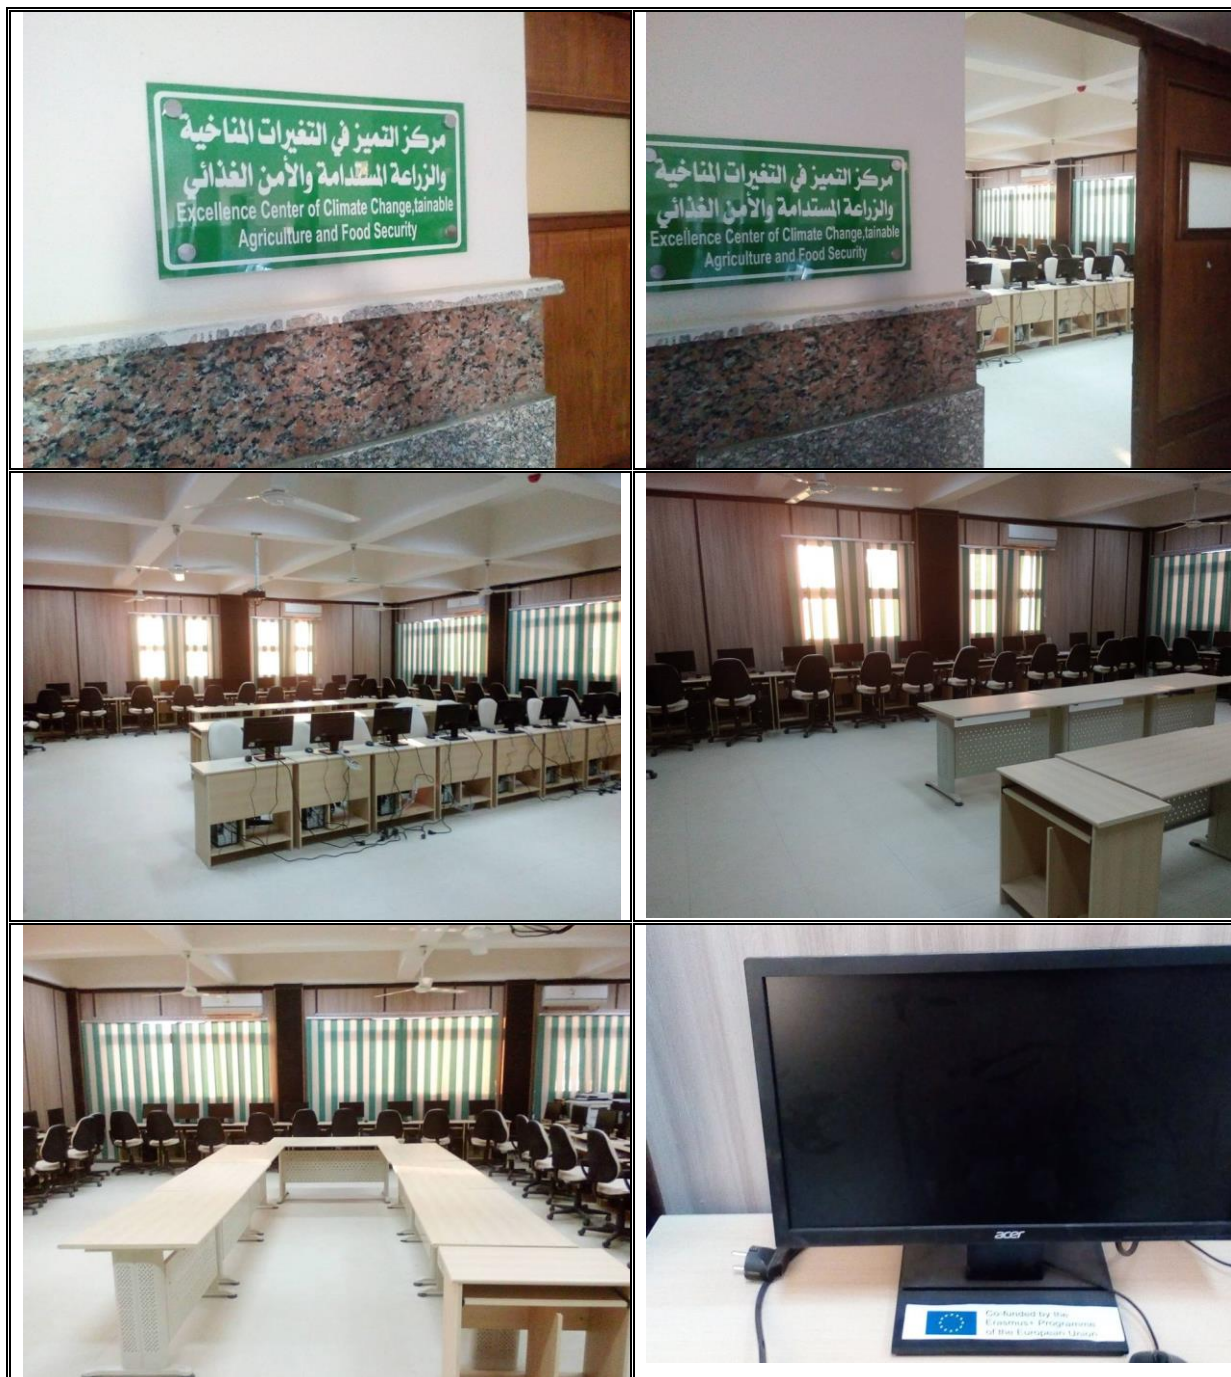 مركز التميز في التغيرات المناخية
والزراعة المستدامة والأمن الغذائي
Excellence Center of Climate Change,tainable
Agriculture and Food Security
مركز التميز في التغيرات المناخية
والزراعة المستدامة والأمن الغذائي
Excellence Center of Climate Change,tainable
Agriculture and Food Security
acer
Co-funded by the
Erasmus+ Programme
of the European Union